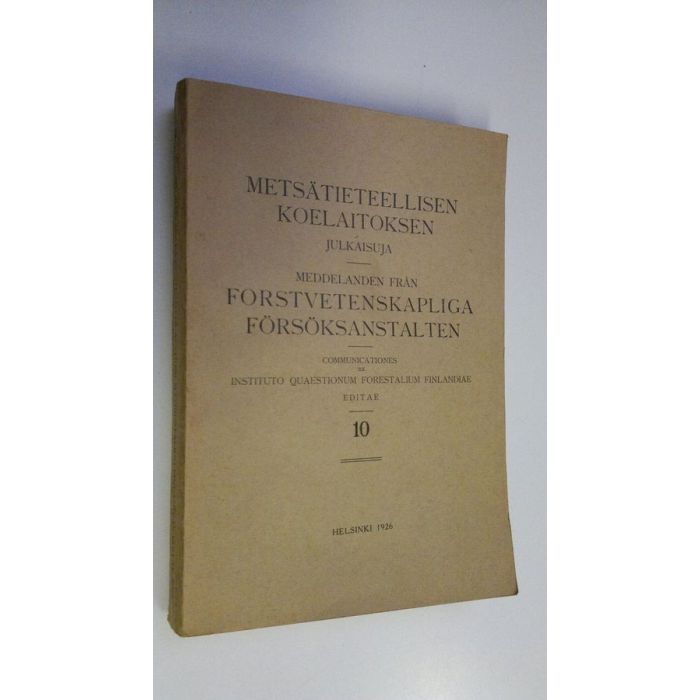 METSÄTIETEELLISEN
KOELAITOKSEN
JULKAISUJA
MEDDELANDEN FRÅN
FORSTVETENSKAPLIGA
FÖRSÖKSANSTALTEN
COMMUNICATIONES
EX
INSTITUTO QUAESTIONUM FORESTALIUM FINLANDIAE
EDITAE
10
HELSINKI 1926